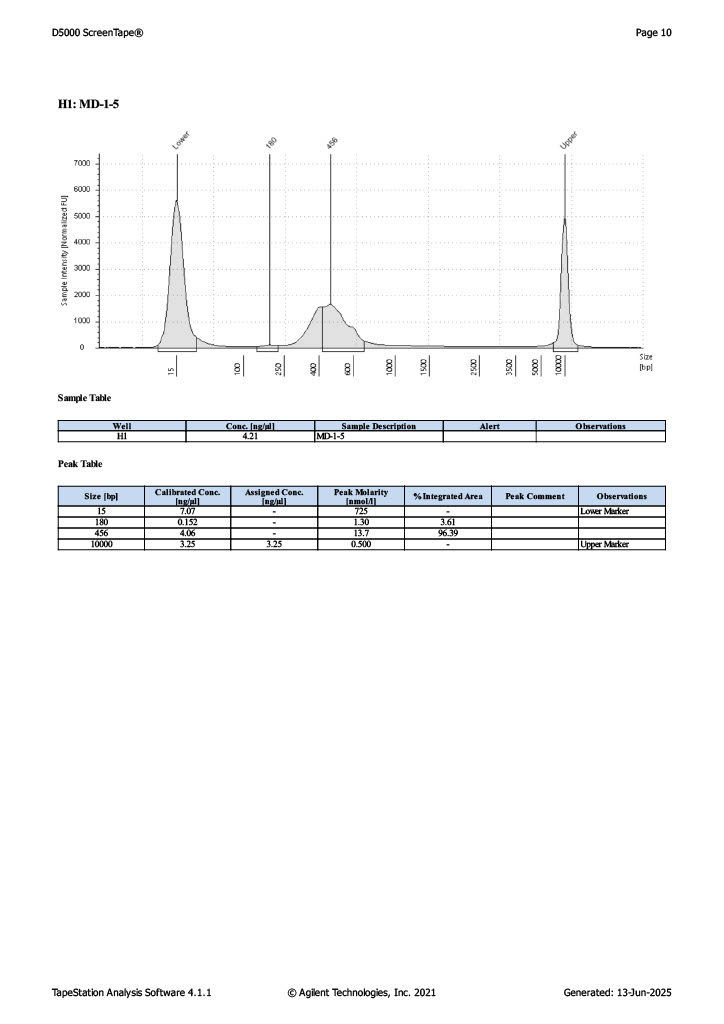 D5000 ScreenTape® Page 10
H1: MD-1-5
Lower 180 456 Upper
7000
6000
5000
4000
3000
2000
1000
0
Sample Intensity [Normalized FU]
15 100 250 400 600 1000 1500 2500 3500 5000 10000
Size
[bp]
Sample Table
Well Conc. [ng/µl] Sample Description Alert Observations
H1 4.21 MD-1-5
Peak Table
Size [bp] Calibrated Conc. [ng/µl] Assigned Conc. [ng/µl] Peak Molarity [nmol/l] % Integrated Area Peak Comment Observations
15 7.07 - 725 - Lower Marker
180 0.152 - 1.30 3.61
456 4.06 - 13.7 96.39
10000 3.25 3.25 0.500 - Upper Marker
TapeStation Analysis Software 4.1.1 © Agilent Technologies, Inc. 2021 Generated: 13-Jun-2025